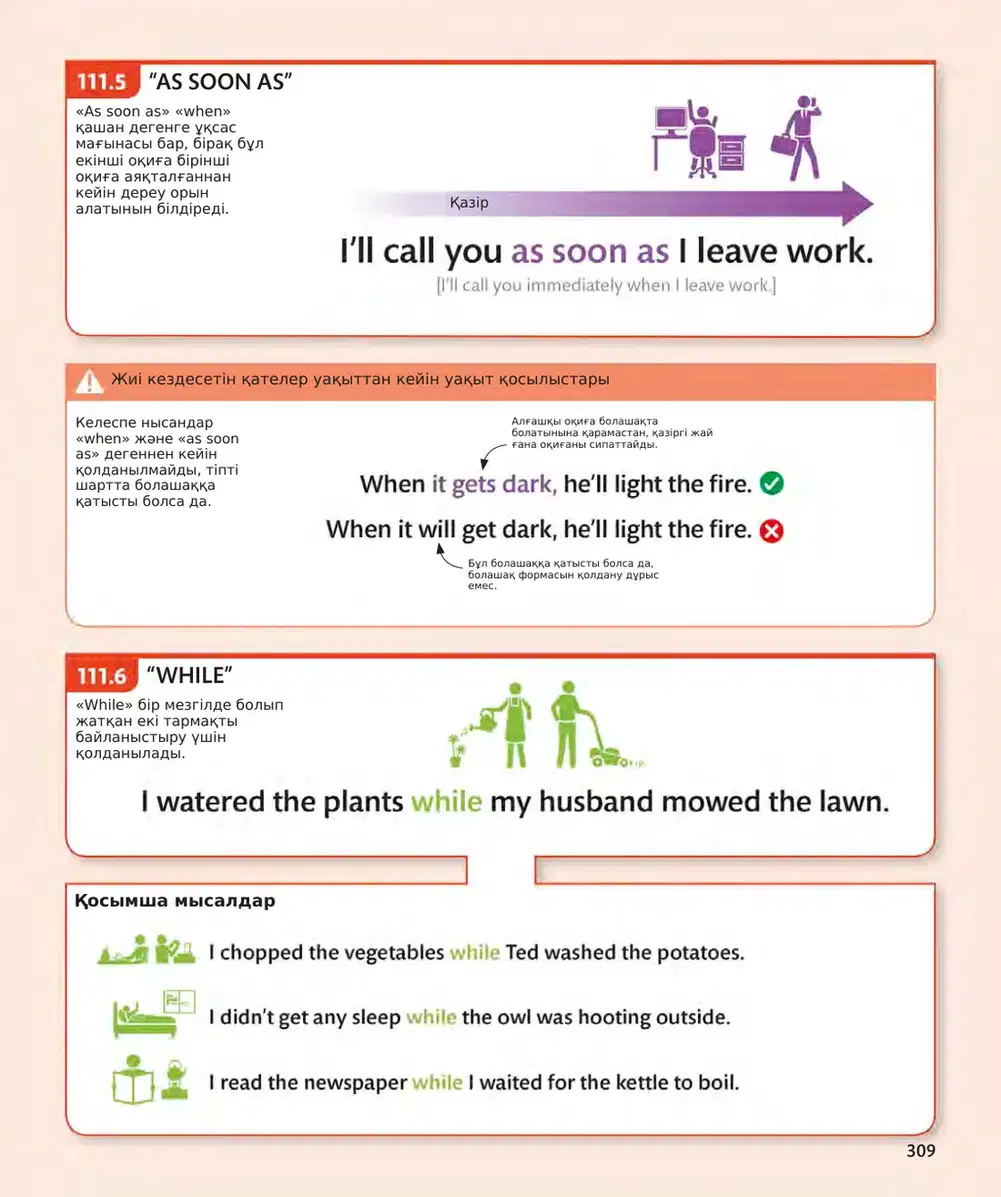 111.5 “AS SOON AS”
«As soon as» «when»
қашан дегенге ұқсас
мағынасы бар, бірақ бұл
екінші оқиға бірінші
оқиға аяқталғаннан
кейін дереу орын
алатынын білдіреді.
Қазір
I’ll call you as soon as I leave work.
[I’ll call you immediately when I leave work.]
Жиі кездесетін қателер уақыттан кейін уақыт қосылыстары
Келеспе нысандар
«when» және «as soon
as» дегеннен кейін
қолданылмайды, тіпті
шартта болашаққа
қатысты болса да.
Алғашқы оқиға болашақта
болатынына қарамастан, қазіргі жай
ғана оқиғаны сипаттайды.
When it gets dark, he’ll light the fire.
When it will get dark, he’ll light the fire.
Бұл болашаққа қатысты болса да,
болашақ формасын қолдану дұрыс
емес.
111.6 “WHILE”
«While» бір мезгілде болып
жатқан екі тармақты
байланыстыру үшін
қолданылады.
I watered the plants while my husband mowed the lawn.
Қосымша мысалдар
I chopped the vegetables while Ted washed the potatoes.
I didn’t get any sleep while the owl was hooting outside.
I read the newspaper while I waited for the kettle to boil.
309